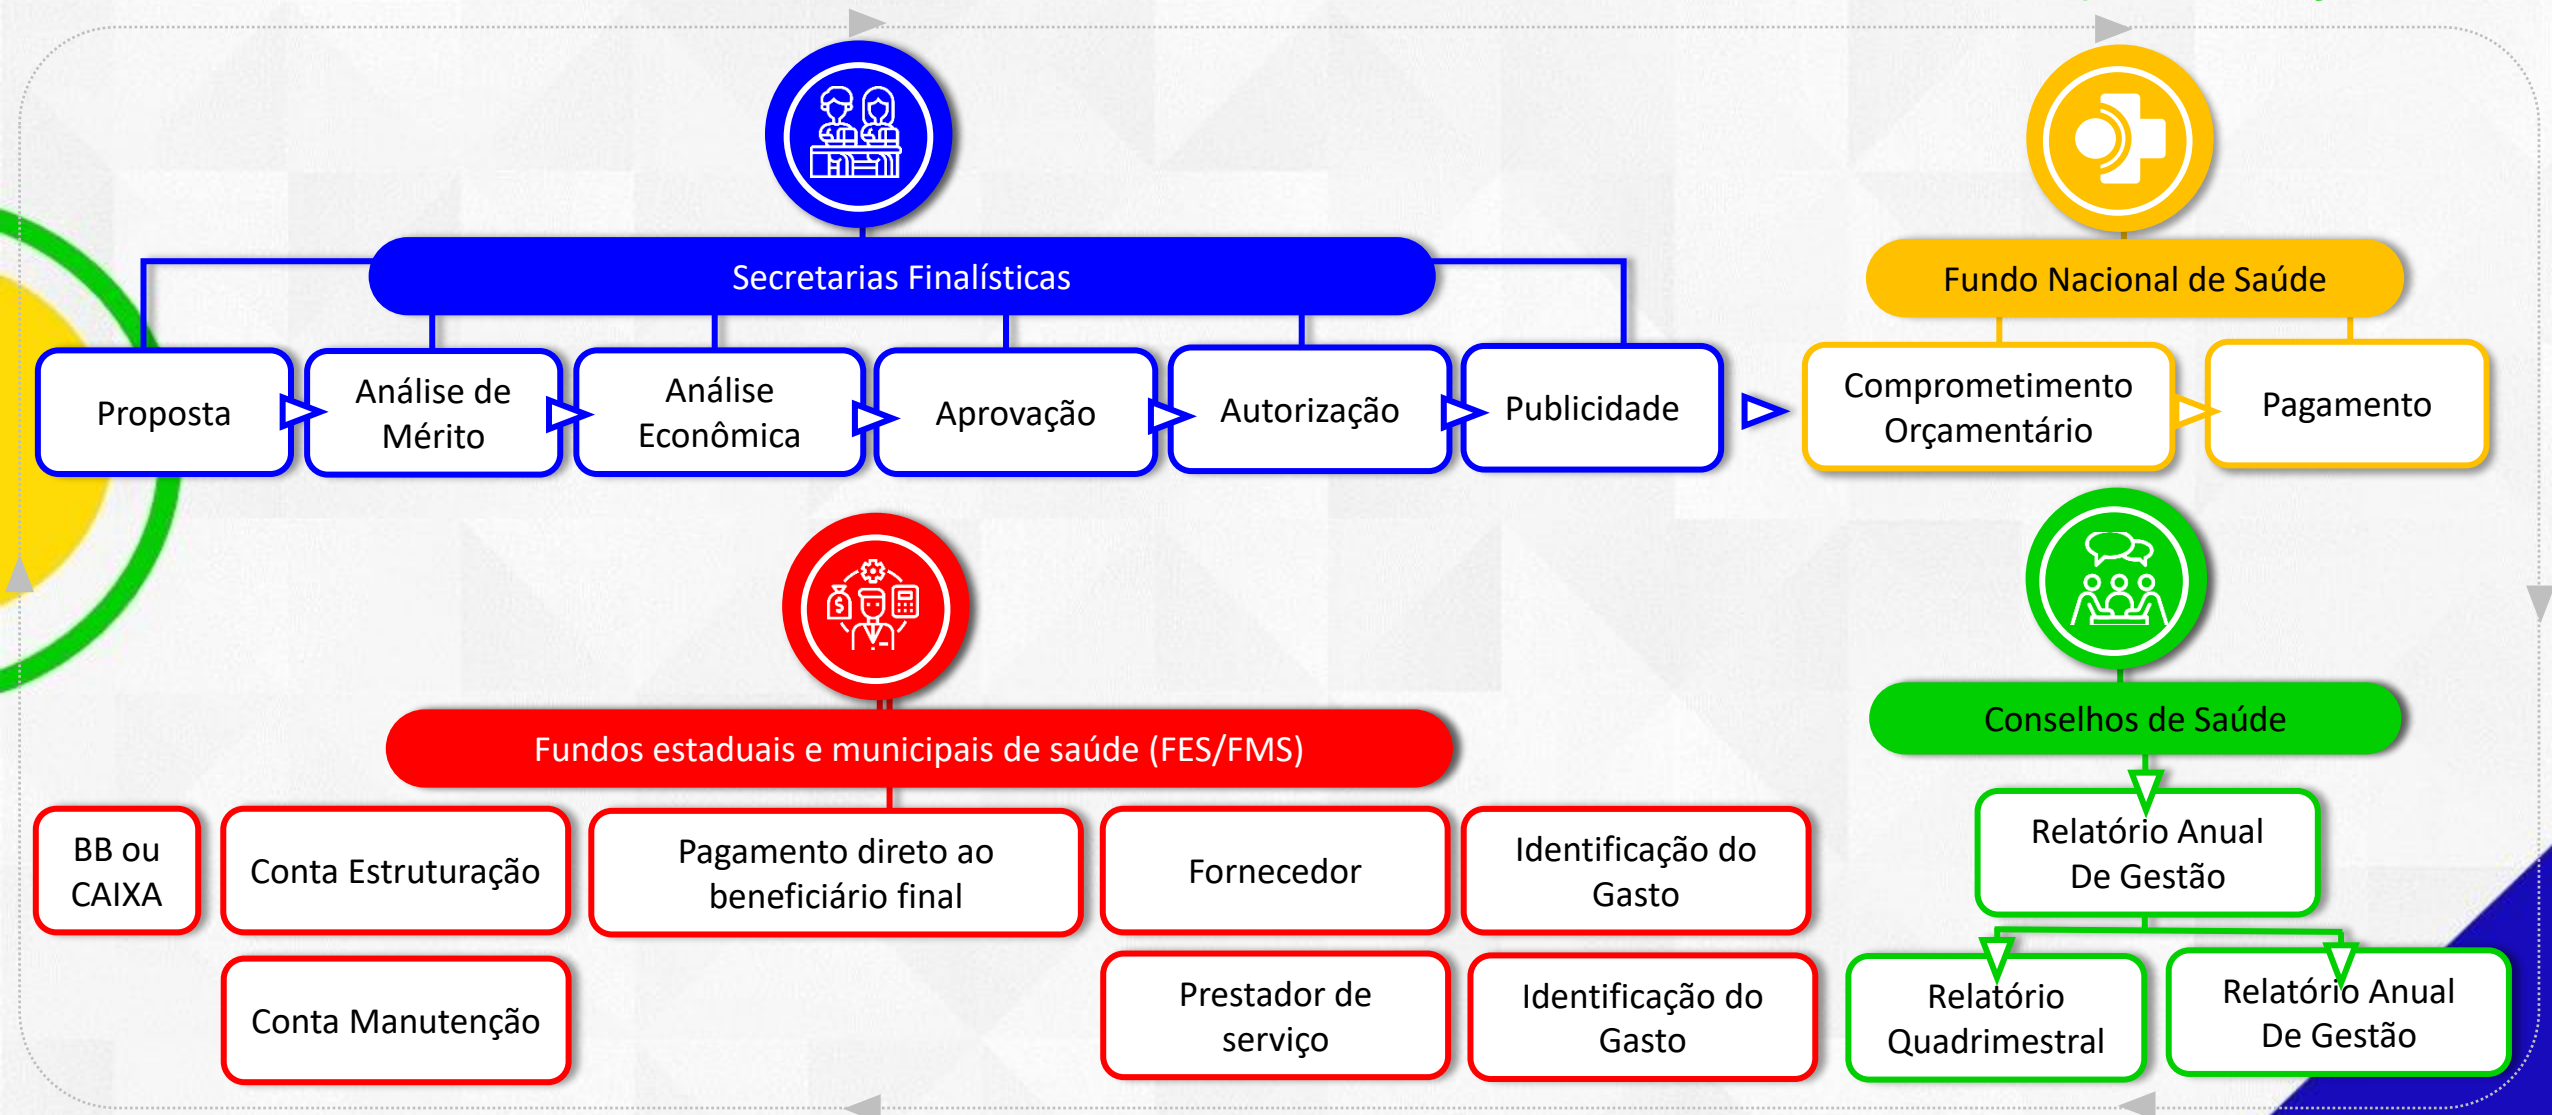 Secretarias Finalísticas
Fundo Nacional de Saúde
Proposta
Análise de
Mérito
Análise
Econômica
Aprovação
Autorização
Publicidade
Comprometimento
Orçamentário
Pagamento
Fundos estaduais e municipais de saúde (FES/FMS)
Conselhos de Saúde
BB ou
CAIXA
Conta Estruturação
Pagamento direto ao
beneficiário final
Fornecedor
Identificação do
Gasto
Relatório Anual
De Gestão
Conta Manutenção
Prestador de
serviço
Identificação do
Gasto
Relatório
Quadrimestral
Relatório Anual
De Gestão